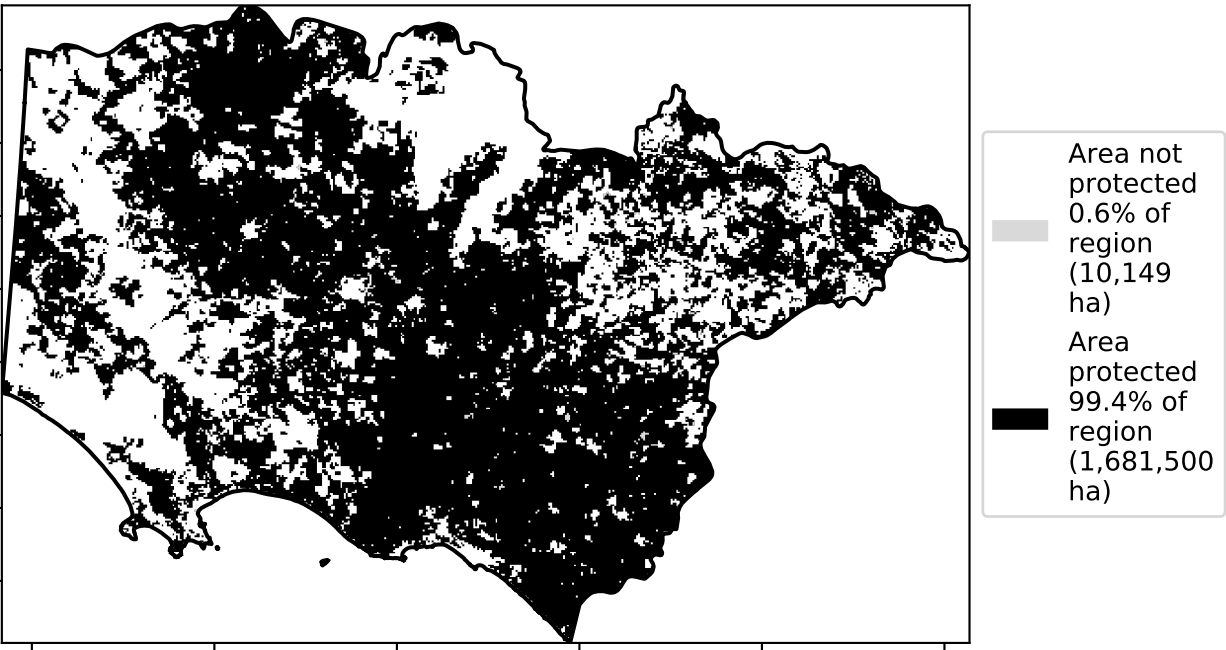 Area not
protected
0.6% of
region
(10,149
ha)
Area
protected
99.4% of
region
(1,681,500
ha)